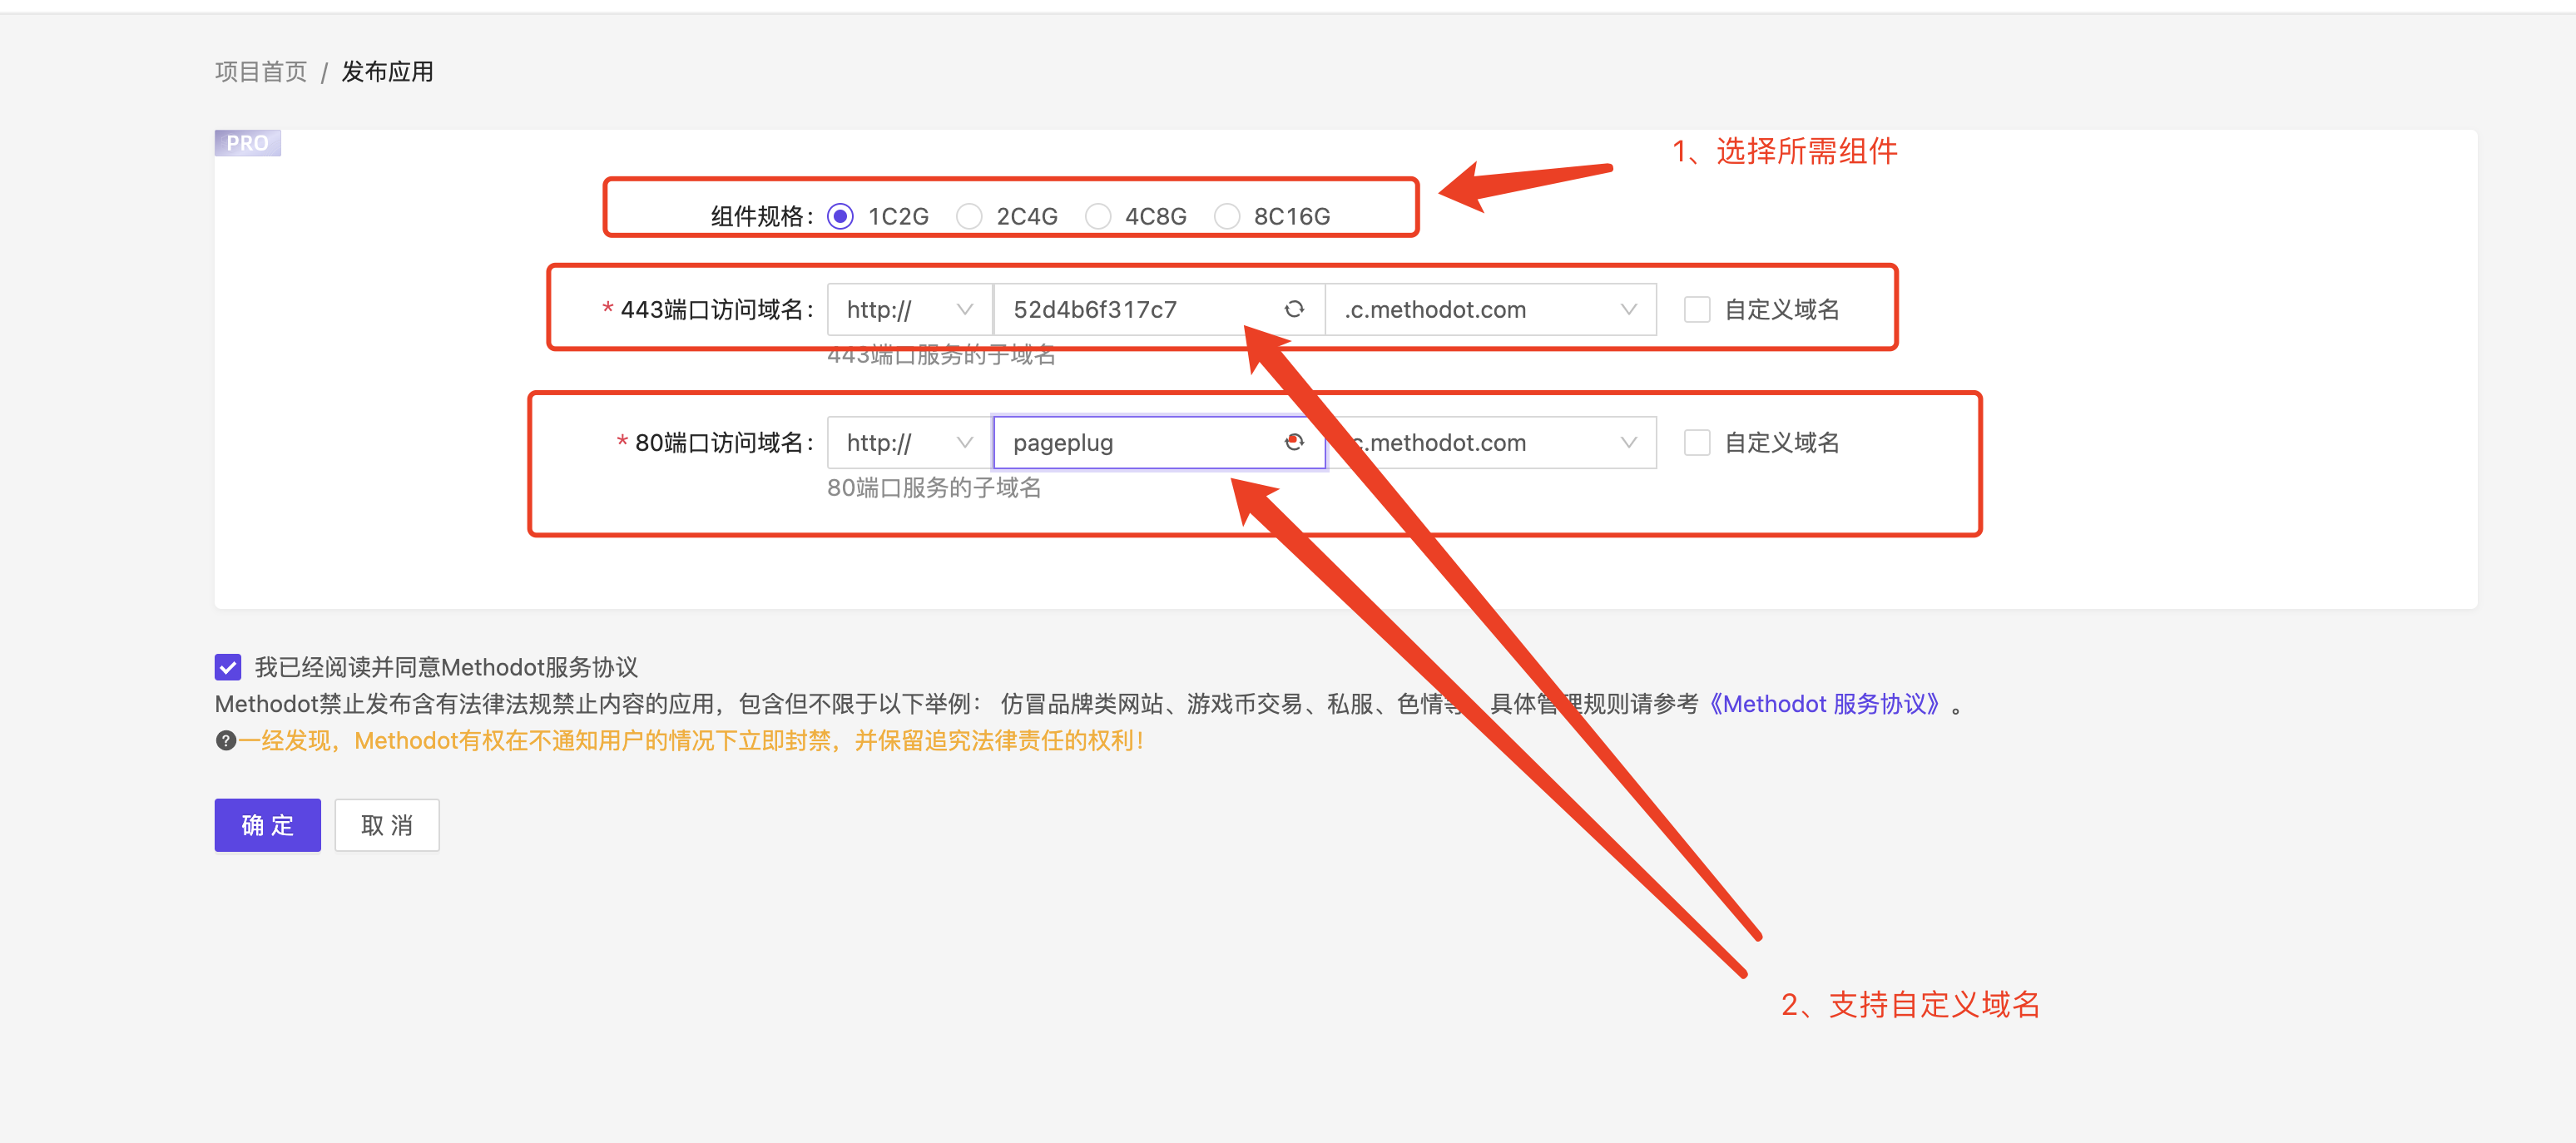 项目首页 / 发布应用
PRO
1、选择所需组件
组件规格： 1C2G 2C4G 4C8G 8C16G
* 443端口访问域名： http:// 52d4b6f317c7 .c.methodot.com 自定义域名
443端口服务的子域名
* 80端口访问域名： http:// pageplug .c.methodot.com 自定义域名
80端口服务的子域名
我已经阅读并同意Methodot服务协议
Methodot禁止发布含有法律法规禁止内容的应用，包含但不限于以下举例： 仿冒品牌类网站、游戏币交易、私服、色情等 具体管理规则请参考《Methodot 服务协议》。
一经发现，Methodot有权在不通知用户的情况下立即封禁，并保留追究法律责任的权利！
确 定 取 消
2、支持自定义域名